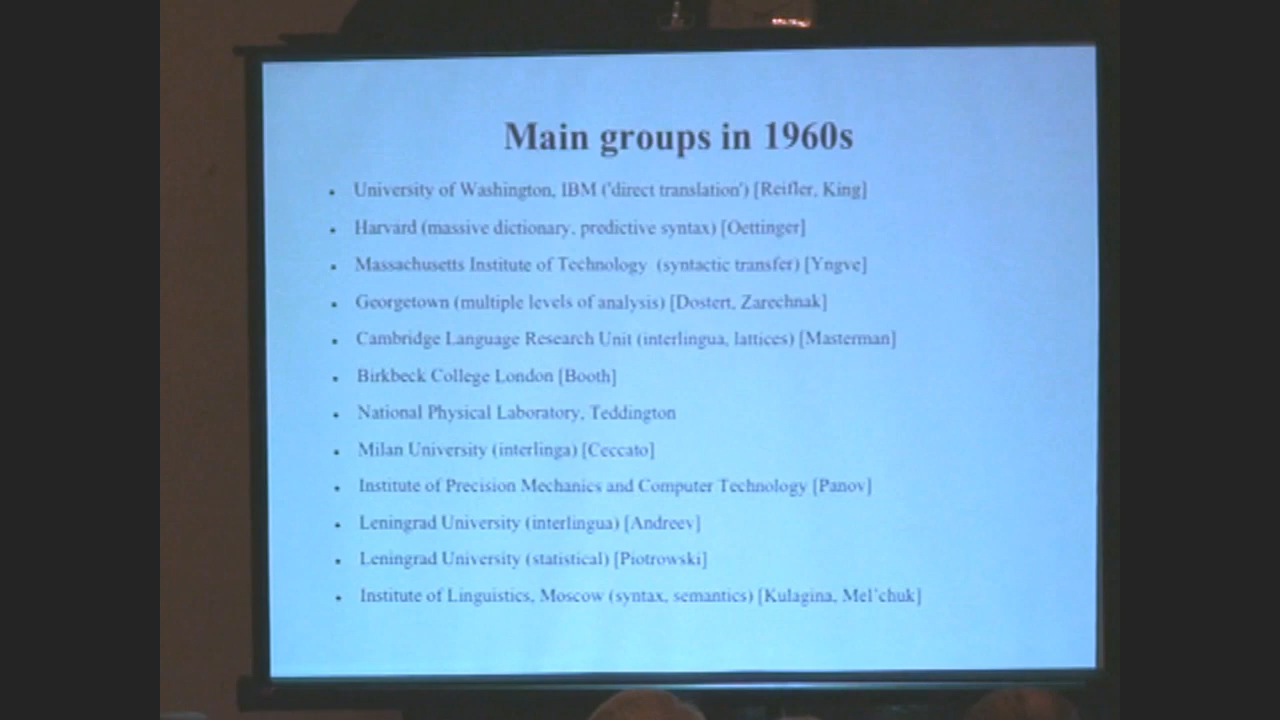 Main groups in 1960s
• University of Washington, IBM ('direct translation') [Reifler, King]
• Harvard (massive dictionary, predictive syntax) [Oettinger]
• Massachusetts Institute of Technology (syntactic transfer) [Yngve]
• Georgetown (multiple levels of analysis) [Dostert, Zarechnak]
• Cambridge Language Research Unit (interlingua, lattices) [Masterman]
• Birkbeck College London [Booth]
• National Physical Laboratory, Teddington
• Milan University (interlinga) [Ceccato]
• Institute of Precision Mechanics and Computer Technology [Panov]
• Leningrad University (interlingua) [Andreev]
• Leningrad University (statistical) [Piotrowski]
• Institute of Linguistics, Moscow (syntax, semantics) [Kulagina, Mel'chuk]